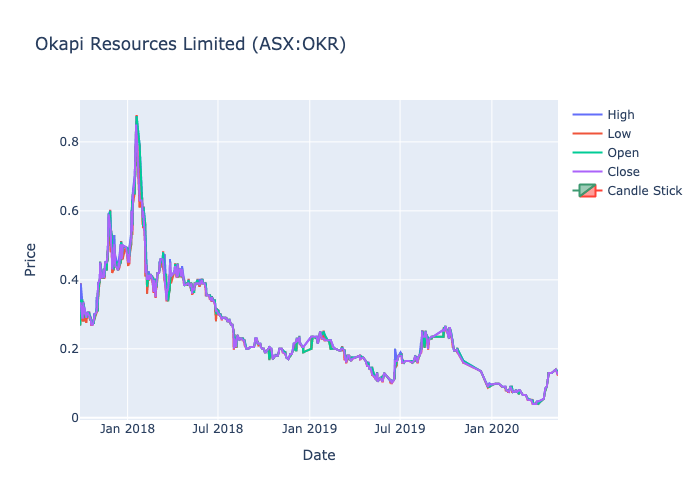 Okapi Resources Limited (ASX:OKR)
High
Low
Open
Close
Candle Stick
Price
0.8
0.6
0.4
0.2
0
Jan 2018
Jul 2018
Jan 2019
Jul 2019
Jan 2020
Date